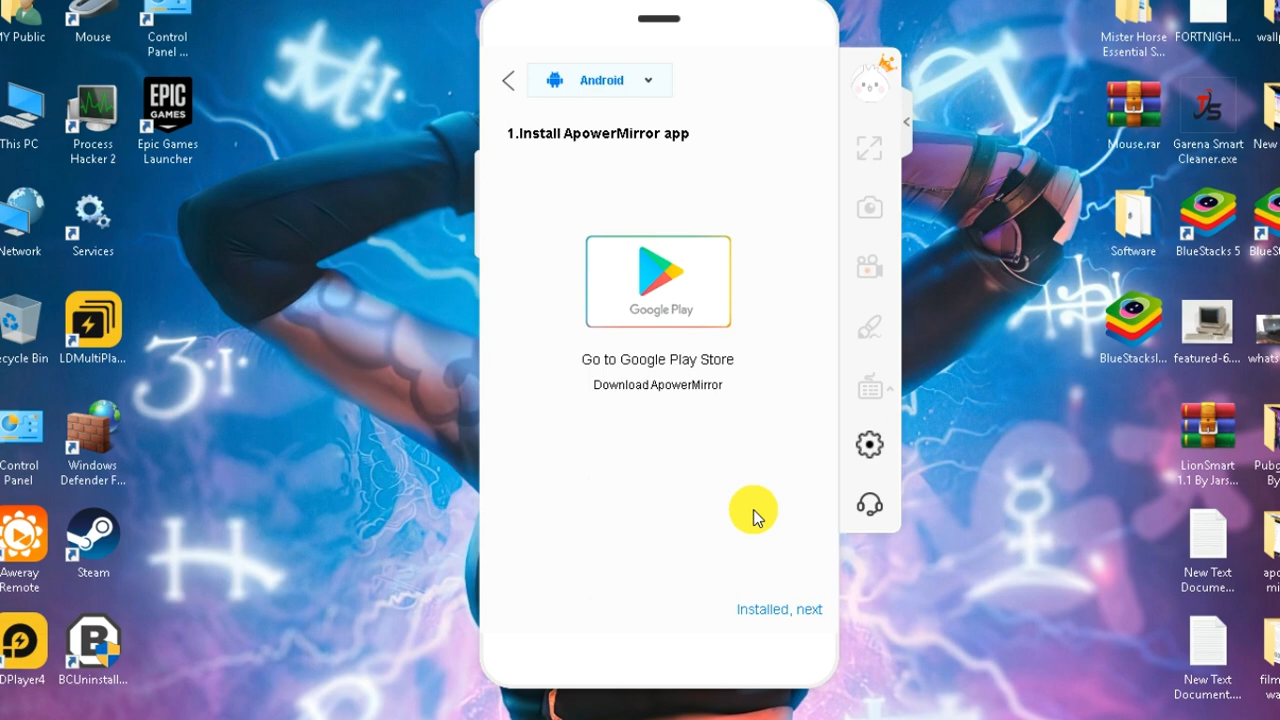 MY Public
Mouse
Control
Panel ...
This PC
Process
Hacker 2
EPIC
GAMES
Epic Games
Launcher
Network
Services
ecycle Bin
LDMultiPla...
Control
Panel
Windows
Defender F...
Aweray
Remote
Steam
DPlayer4
BCUninstall...
Android
1.Install ApowerMirror app
Google Play
Go to Google Play Store
Download ApowerMirror
Installed, next
Mister Horse
Essential S...
FORTNIGH...
wallp
Mouse.rar
Garena Smart
Cleaner.exe
New
Software
BlueStacks 5
BlueS
BlueStacksI...
featured-6....
whats
LionSmart
1.1 By Jars...
Pubg
By
New Text
Docume...
apo
mi
New Text
Document....
film
wa